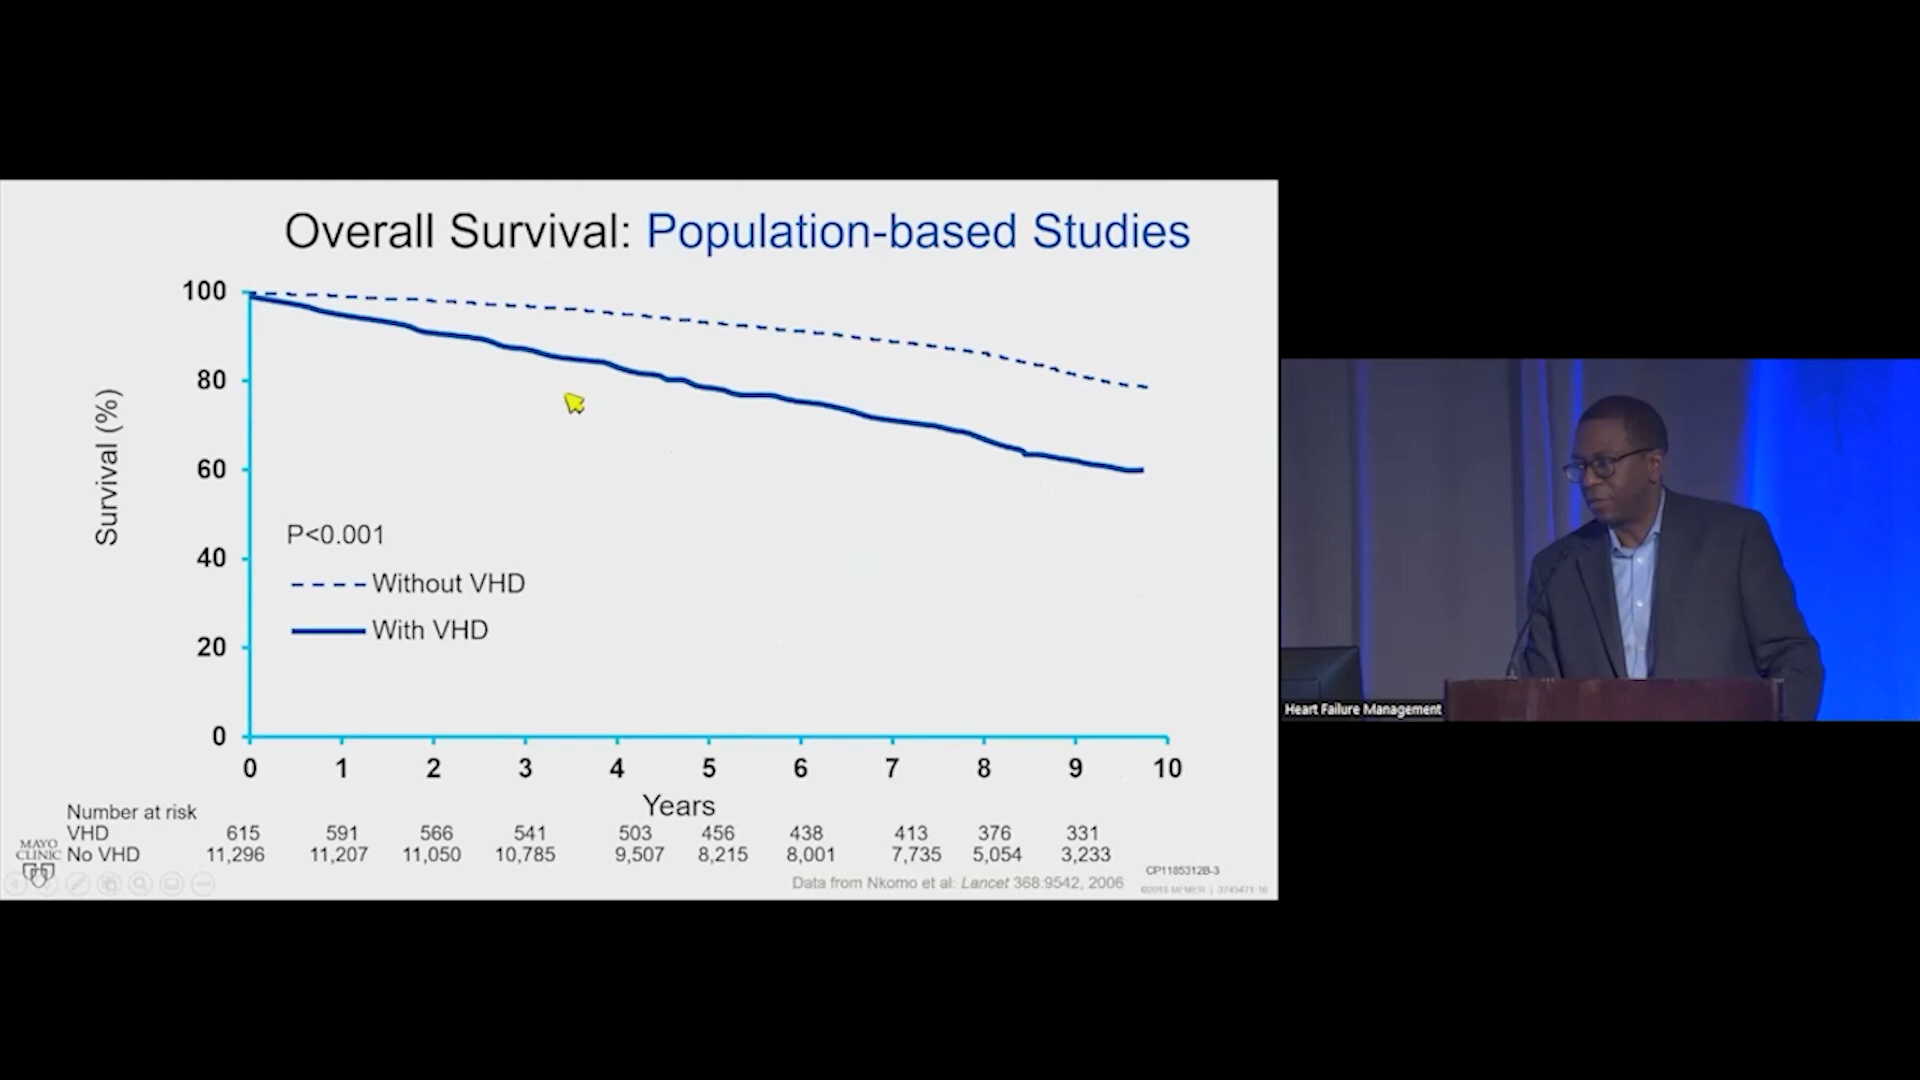 Overall Survival: Population-based Studies
100
80
60
40
20
0
Survival (%)
P<0.001
Without VHD
With VHD
0 1 2 3 4 5 6 7 8 9 10
Years
Number at risk
VHD 615 591 566 541 503 456 438 413 376 331
No VHD 11,296 11,207 11,050 10,785 9,507 8,215 8,001 7,735 5,054 3,233
MAYO
CLINIC
CP1185312B-3
Data from Nkomo et al: Lancet 368:9542, 2006
Heart Failure Management